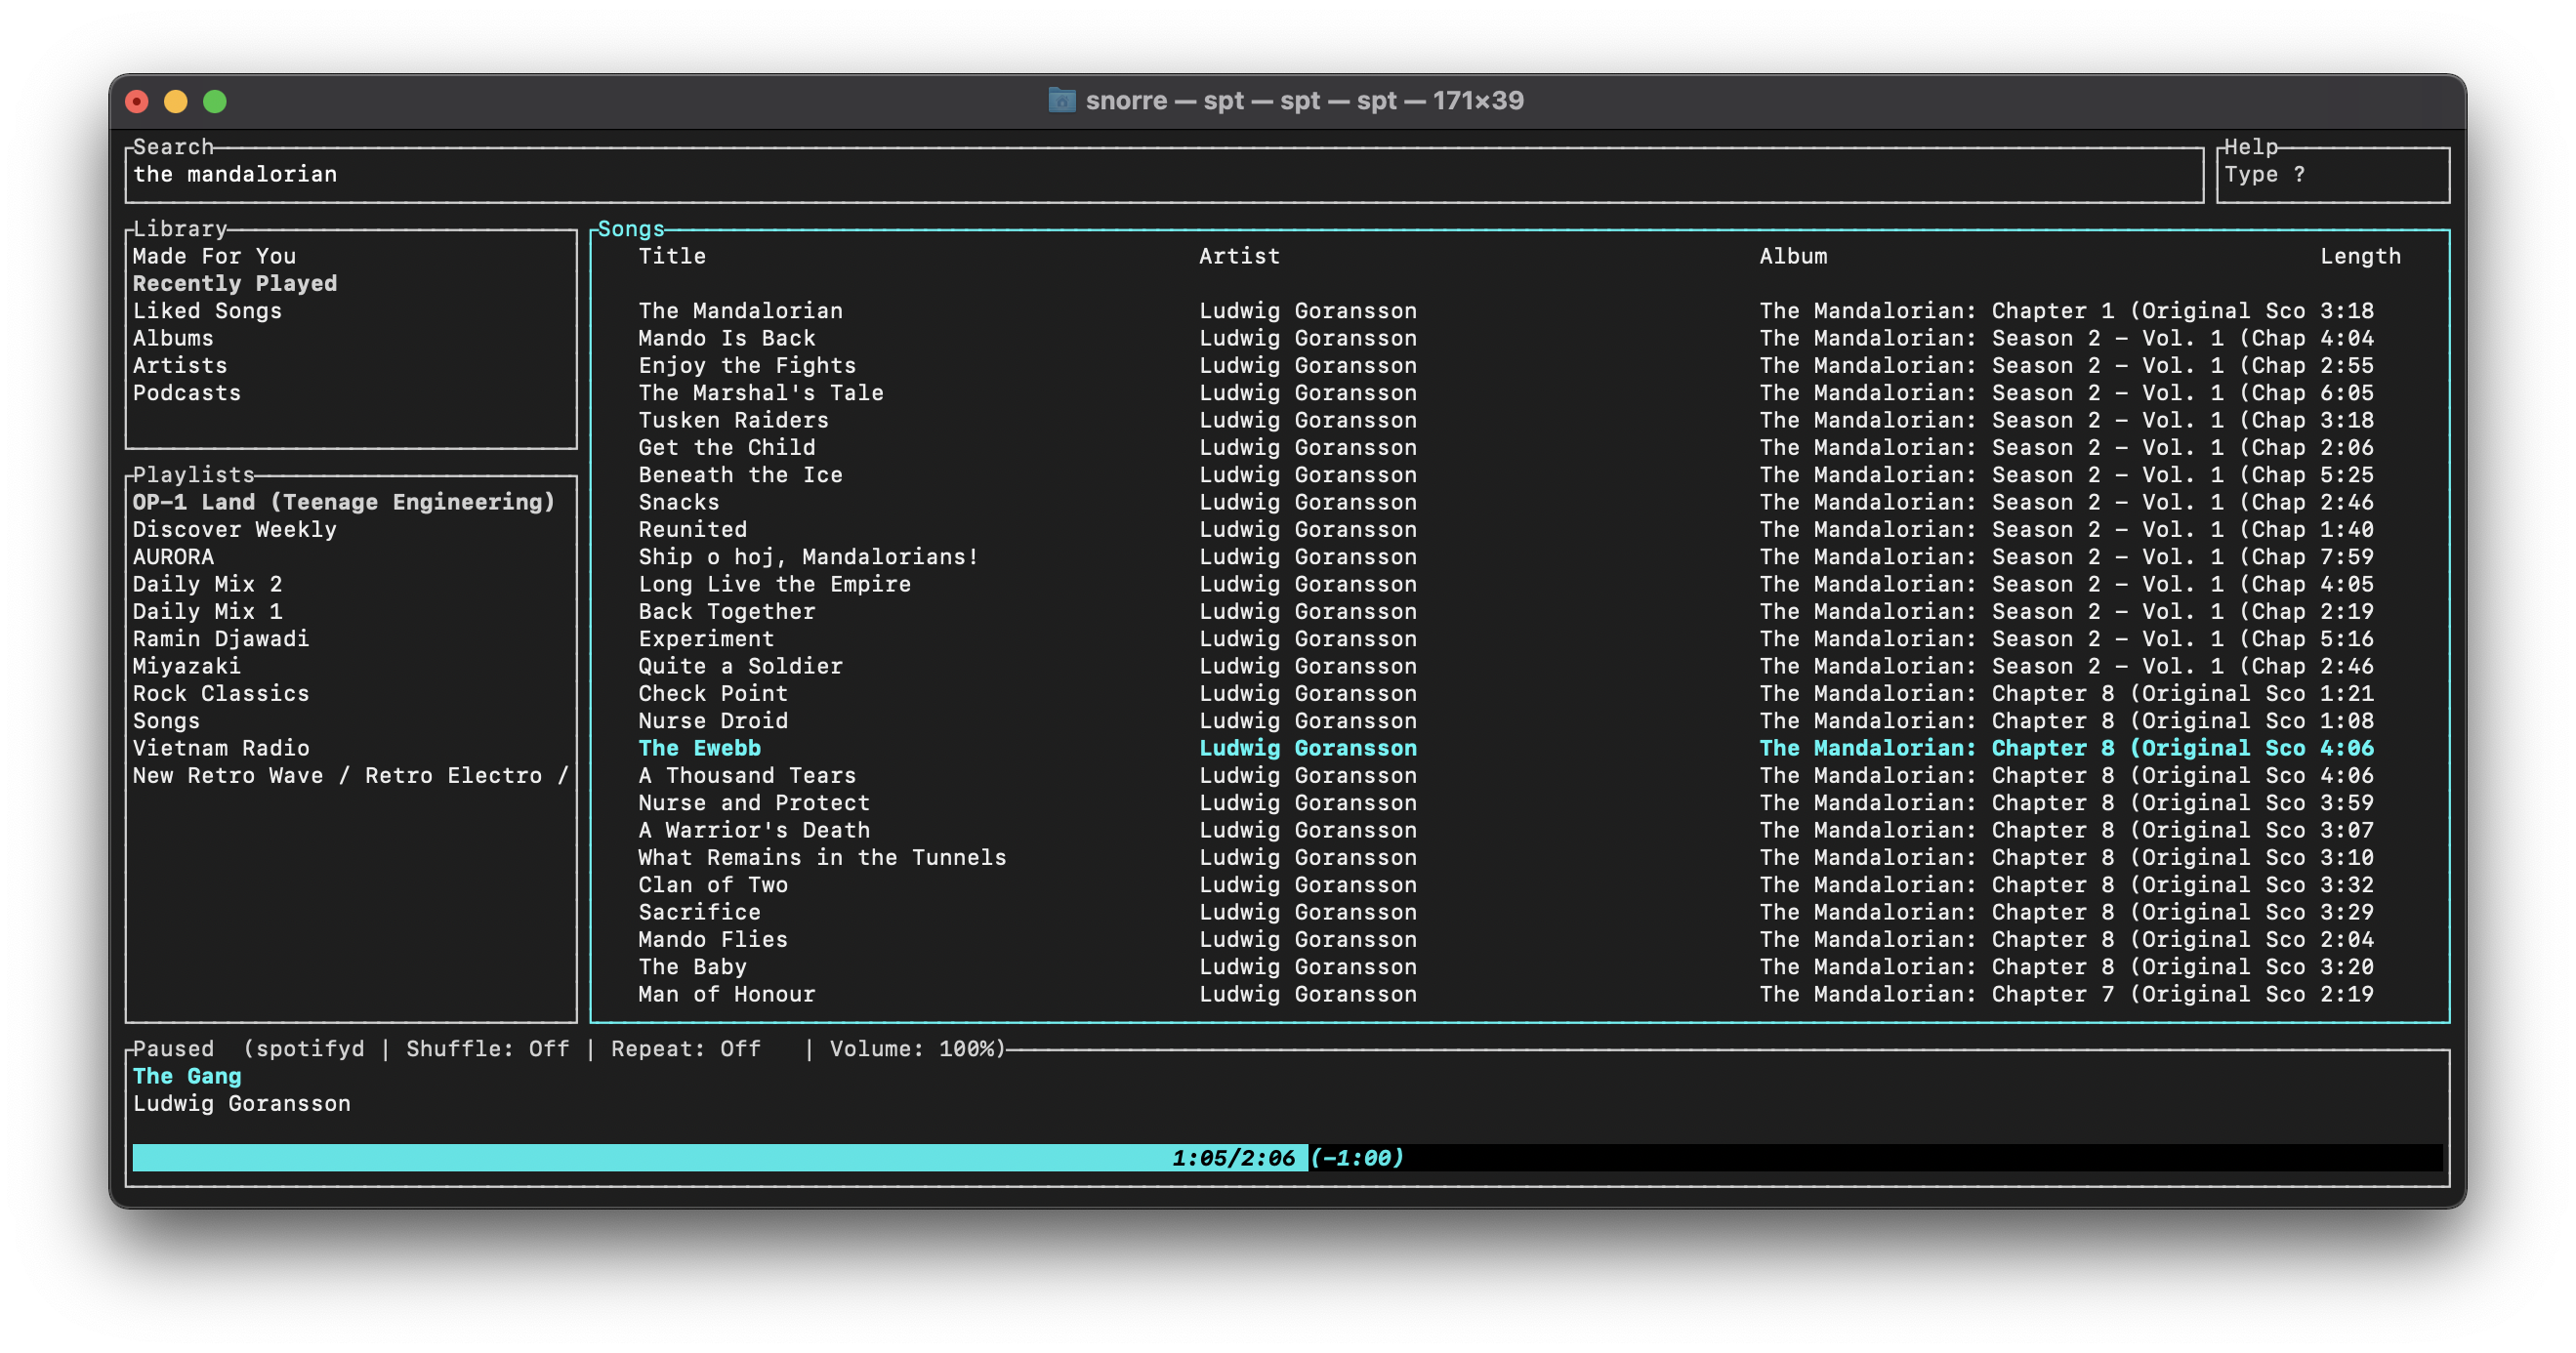 snorre — spt — spt — spt — 171×39
Search
the mandalorian
Help
Type ?
Library
Made For You
Recently Played
Liked Songs
Albums
Artists
Podcasts
Playlists
OP-1 Land (Teenage Engineering)
Discover Weekly
AURORA
Daily Mix 2
Daily Mix 1
Ramin Djawadi
Miyazaki
Rock Classics
Songs
Vietnam Radio
New Retro Wave / Retro Electro /
Songs
Title Artist Album Length
The Mandalorian Ludwig Goransson The Mandalorian: Chapter 1 (Original Sco 3:18
Mando Is Back Ludwig Goransson The Mandalorian: Season 2 - Vol. 1 (Chap 4:04
Enjoy the Fights Ludwig Goransson The Mandalorian: Season 2 - Vol. 1 (Chap 2:55
The Marshal's Tale Ludwig Goransson The Mandalorian: Season 2 - Vol. 1 (Chap 6:05
Tusken Raiders Ludwig Goransson The Mandalorian: Season 2 - Vol. 1 (Chap 3:18
Get the Child Ludwig Goransson The Mandalorian: Season 2 - Vol. 1 (Chap 2:06
Beneath the Ice Ludwig Goransson The Mandalorian: Season 2 - Vol. 1 (Chap 5:25
Snacks Ludwig Goransson The Mandalorian: Season 2 - Vol. 1 (Chap 2:46
Reunited Ludwig Goransson The Mandalorian: Season 2 - Vol. 1 (Chap 1:40
Ship o hoj, Mandalorians! Ludwig Goransson The Mandalorian: Season 2 - Vol. 1 (Chap 7:59
Long Live the Empire Ludwig Goransson The Mandalorian: Season 2 - Vol. 1 (Chap 4:05
Back Together Ludwig Goransson The Mandalorian: Season 2 - Vol. 1 (Chap 2:19
Experiment Ludwig Goransson The Mandalorian: Season 2 - Vol. 1 (Chap 5:16
Quite a Soldier Ludwig Goransson The Mandalorian: Season 2 - Vol. 1 (Chap 2:46
Check Point Ludwig Goransson The Mandalorian: Chapter 8 (Original Sco 1:21
Nurse Droid Ludwig Goransson The Mandalorian: Chapter 8 (Original Sco 1:08
The Ewebb Ludwig Goransson The Mandalorian: Chapter 8 (Original Sco 4:06
A Thousand Tears Ludwig Goransson The Mandalorian: Chapter 8 (Original Sco 4:06
Nurse and Protect Ludwig Goransson The Mandalorian: Chapter 8 (Original Sco 3:59
A Warrior's Death Ludwig Goransson The Mandalorian: Chapter 8 (Original Sco 3:07
What Remains in the Tunnels Ludwig Goransson The Mandalorian: Chapter 8 (Original Sco 3:10
Clan of Two Ludwig Goransson The Mandalorian: Chapter 8 (Original Sco 3:32
Sacrifice Ludwig Goransson The Mandalorian: Chapter 8 (Original Sco 3:29
Mando Flies Ludwig Goransson The Mandalorian: Chapter 8 (Original Sco 2:04
The Baby Ludwig Goransson The Mandalorian: Chapter 8 (Original Sco 3:20
Man of Honour Ludwig Goransson The Mandalorian: Chapter 7 (Original Sco 2:19
Paused (spotifyd | Shuffle: Off | Repeat: Off | Volume: 100%)
The Gang
Ludwig Goransson
1:05/2:06 (-1:00)